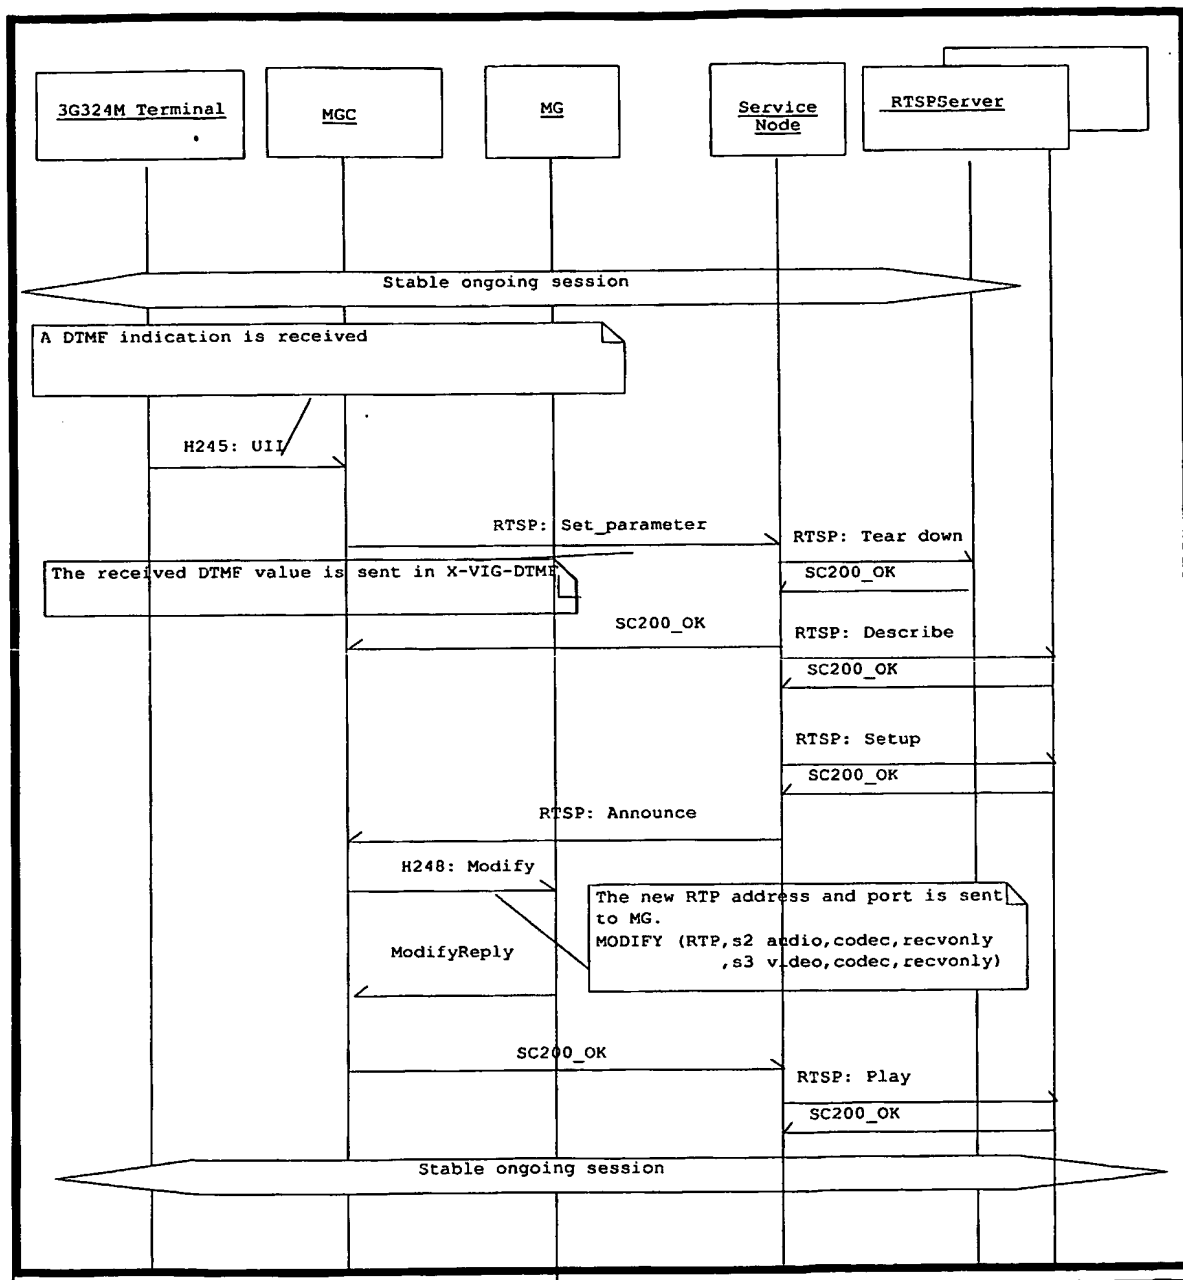 3G324M Terminal
MGC
MG
Service
Node
RTSPServer
Stable ongoing session
A DTMF indication is received
H245: UII
RTSP: Set_parameter
RTSP: Tear down
The received DTMF value is sent in X-VIG-DTMF
SC200_OK
SC200_OK
RTSP: Describe
SC200_OK
RTSP: Setup
SC200_OK
RTSP: Announce
H248: Modify
The new RTP address and port is sent
to MG.
MODIFY (RTP,s2 audio,codec,recvonly
,s3 video,codec,recvonly)
ModifyReply
SC200_OK
RTSP: Play
SC200_OK
Stable ongoing session